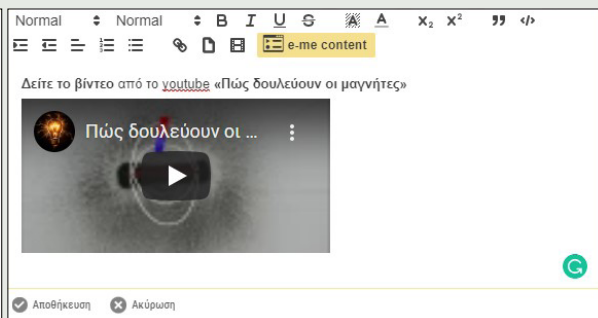 Normal Normal B I U S A A X₂ X² ” </>
e-me content
Δείτε το βίντεο από το youtube «Πώς δουλεύουν οι μαγνήτες»
Πώς δουλεύουν οι ...
Αποθήκευση Ακύρωση